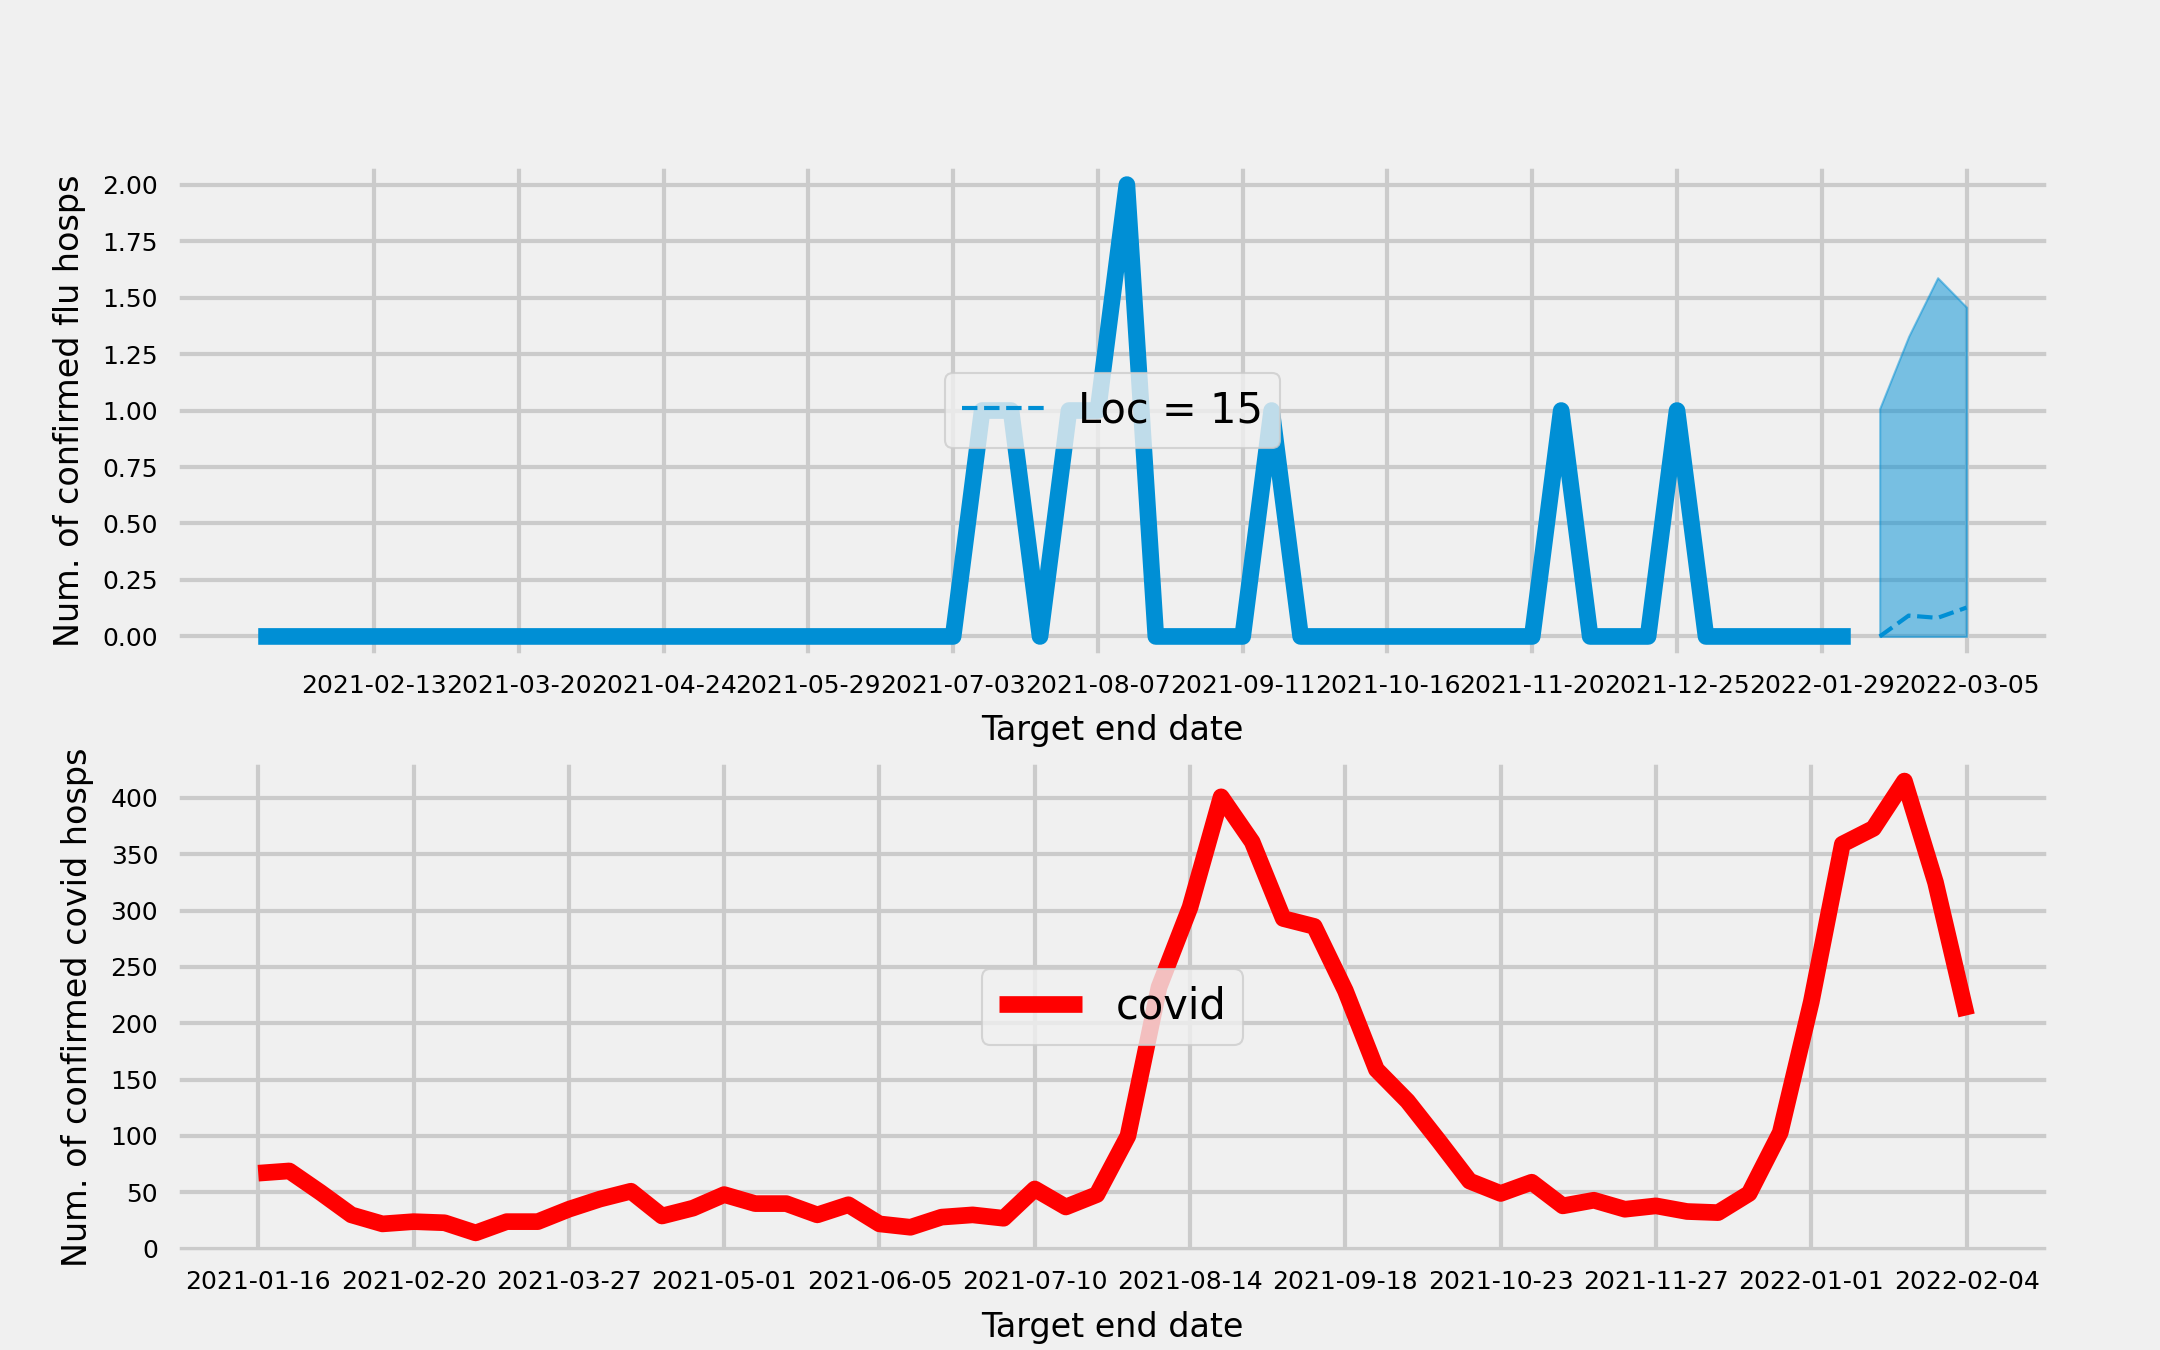 Num. of confirmed flu hosps
2.00
1.75
1.50
1.25
1.00
0.75
0.50
0.25
0.00
Loc = 15
2021-02-13 2021-03-20 2021-04-24 2021-05-29 2021-07-03 2021-08-07 2021-09-11 2021-10-16 2021-11-20 2021-12-25 2022-01-29 2022-03-05
Target end date
Num. of confirmed covid hosps
400
350
300
250
200
150
100
50
0
covid
2021-01-16 2021-02-20 2021-03-27 2021-05-01 2021-06-05 2021-07-10 2021-08-14 2021-09-18 2021-10-23 2021-11-27 2022-01-01 2022-02-04
Target end date